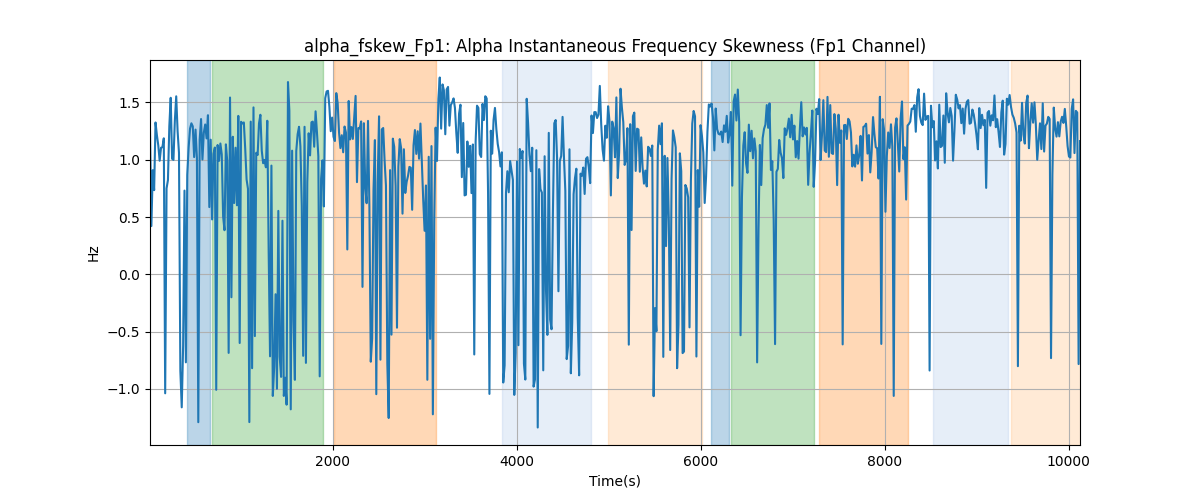 alpha_fskew_Fp1: Alpha Instantaneous Frequency Skewness (Fp1 Channel)
1.5
1.0
0.5
0.0
−0.5
−1.0
Hz
2000 4000 6000 8000 10000
Time(s)